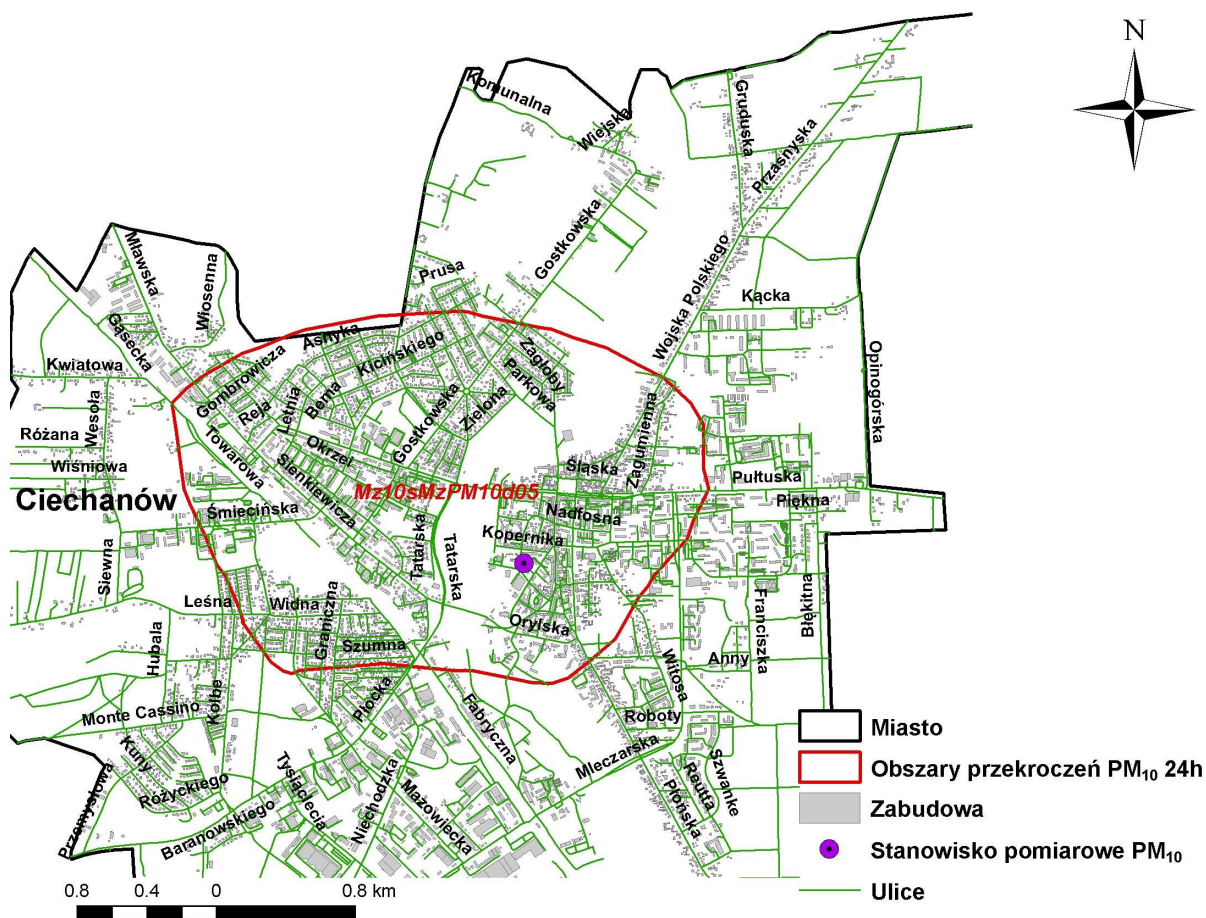 N
Komunalna
Wiejska
Gruduska
Przasnyska
Gostkowska
Mławska
Wiosenna
Prusa
Wojska Polskiego
Kącka
Gąsecka
Asnyka
Kicińskiego
Zagłoby
Parkowa
Opinogórska
Kwiatowa
Gombrowicza
Reja
Letnia
Berna
Gostkowska
Zielona
Wesoła
Różana
Wiśniowa
Towarowa
Okrzei
Sienkiewicza
Śląska
Zagumienna
Pułtuska
Piękna
Ciechanów
Mz10sMzPM10d05
Śmiecińska
Nadfosna
Kopernika
Tatarska
Tatarska
Siewna
Leśna
Widna
Graniczna
Szumna
Orylska
Franciszka
Błękitna
Hubala
Kolbe
Witosa
Anny
Monte Cassino
Płocka
Fabryczna
Roboty
Kuny
Różyckiego
Przemysłowa
Baranowskiego
Tysiąclecia
Niechodzka
Mazowiecka
Mleczarska
Reutta
Szwanke
Płońska
Miasto
Obszary przekroczeń PM₁₀ 24h
Zabudowa
Stanowisko pomiarowe PM₁₀
Ulice
0.8 0.4 0 0.8 km